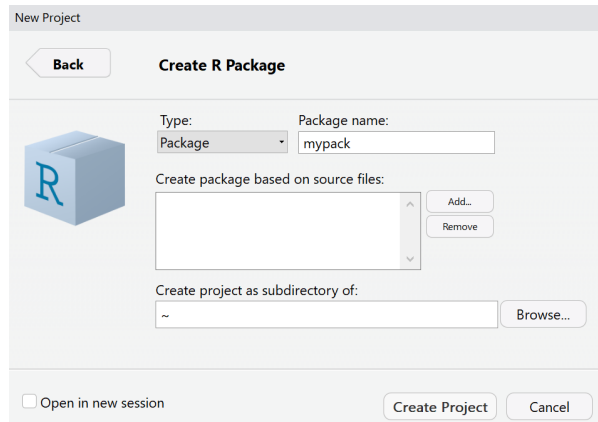 New Project
Back
Create R Package
Type:
Package name:
Package
mypack
R
Create package based on source files:
Add...
Remove
Create project as subdirectory of:
~
Browse...
Open in new session
Create Project
Cancel